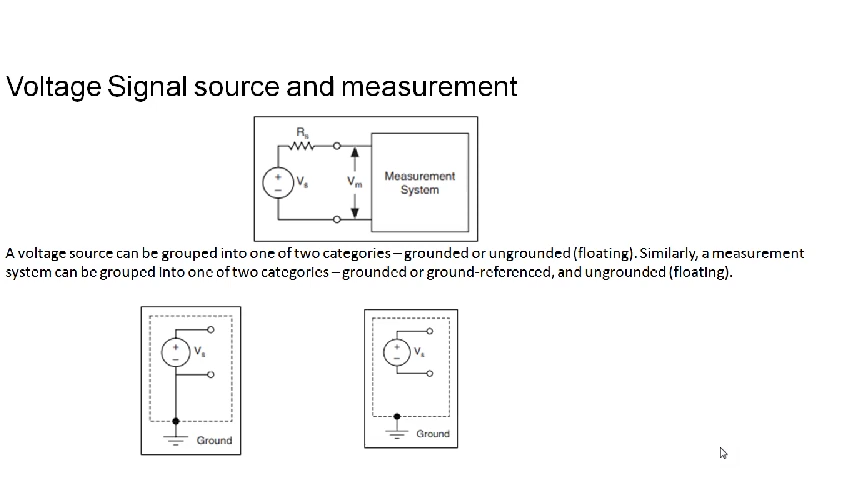 Voltage Signal source and measurement
Rs
+
Vs
Vm
−
Measurement
System
A voltage source can be grouped into one of two categories – grounded or ungrounded (floating). Similarly, a measurement
system can be grouped into one of two categories – grounded or ground-referenced, and ungrounded (floating).
+
Vs
−
Ground
+
Vs
−
Ground